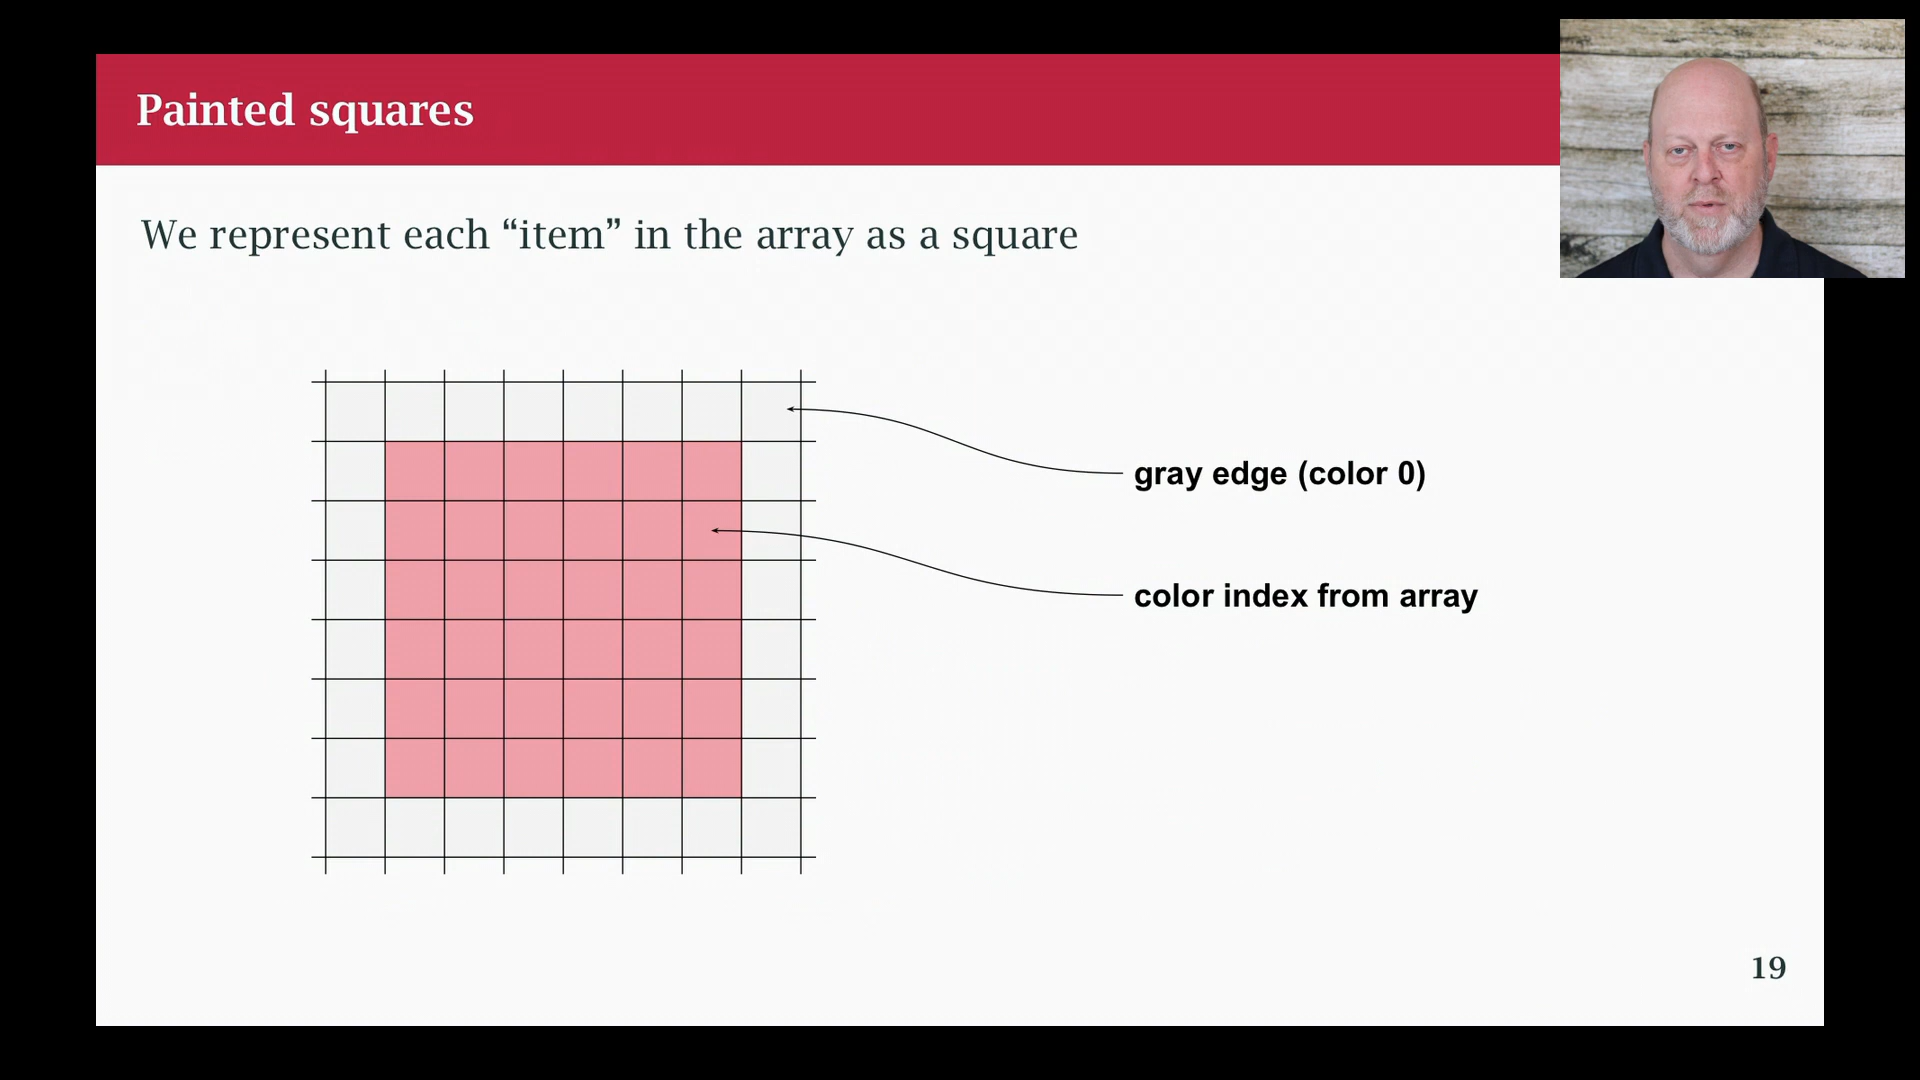 Painted squares
We represent each “item” in the array as a square
gray edge (color 0)
color index from array
19